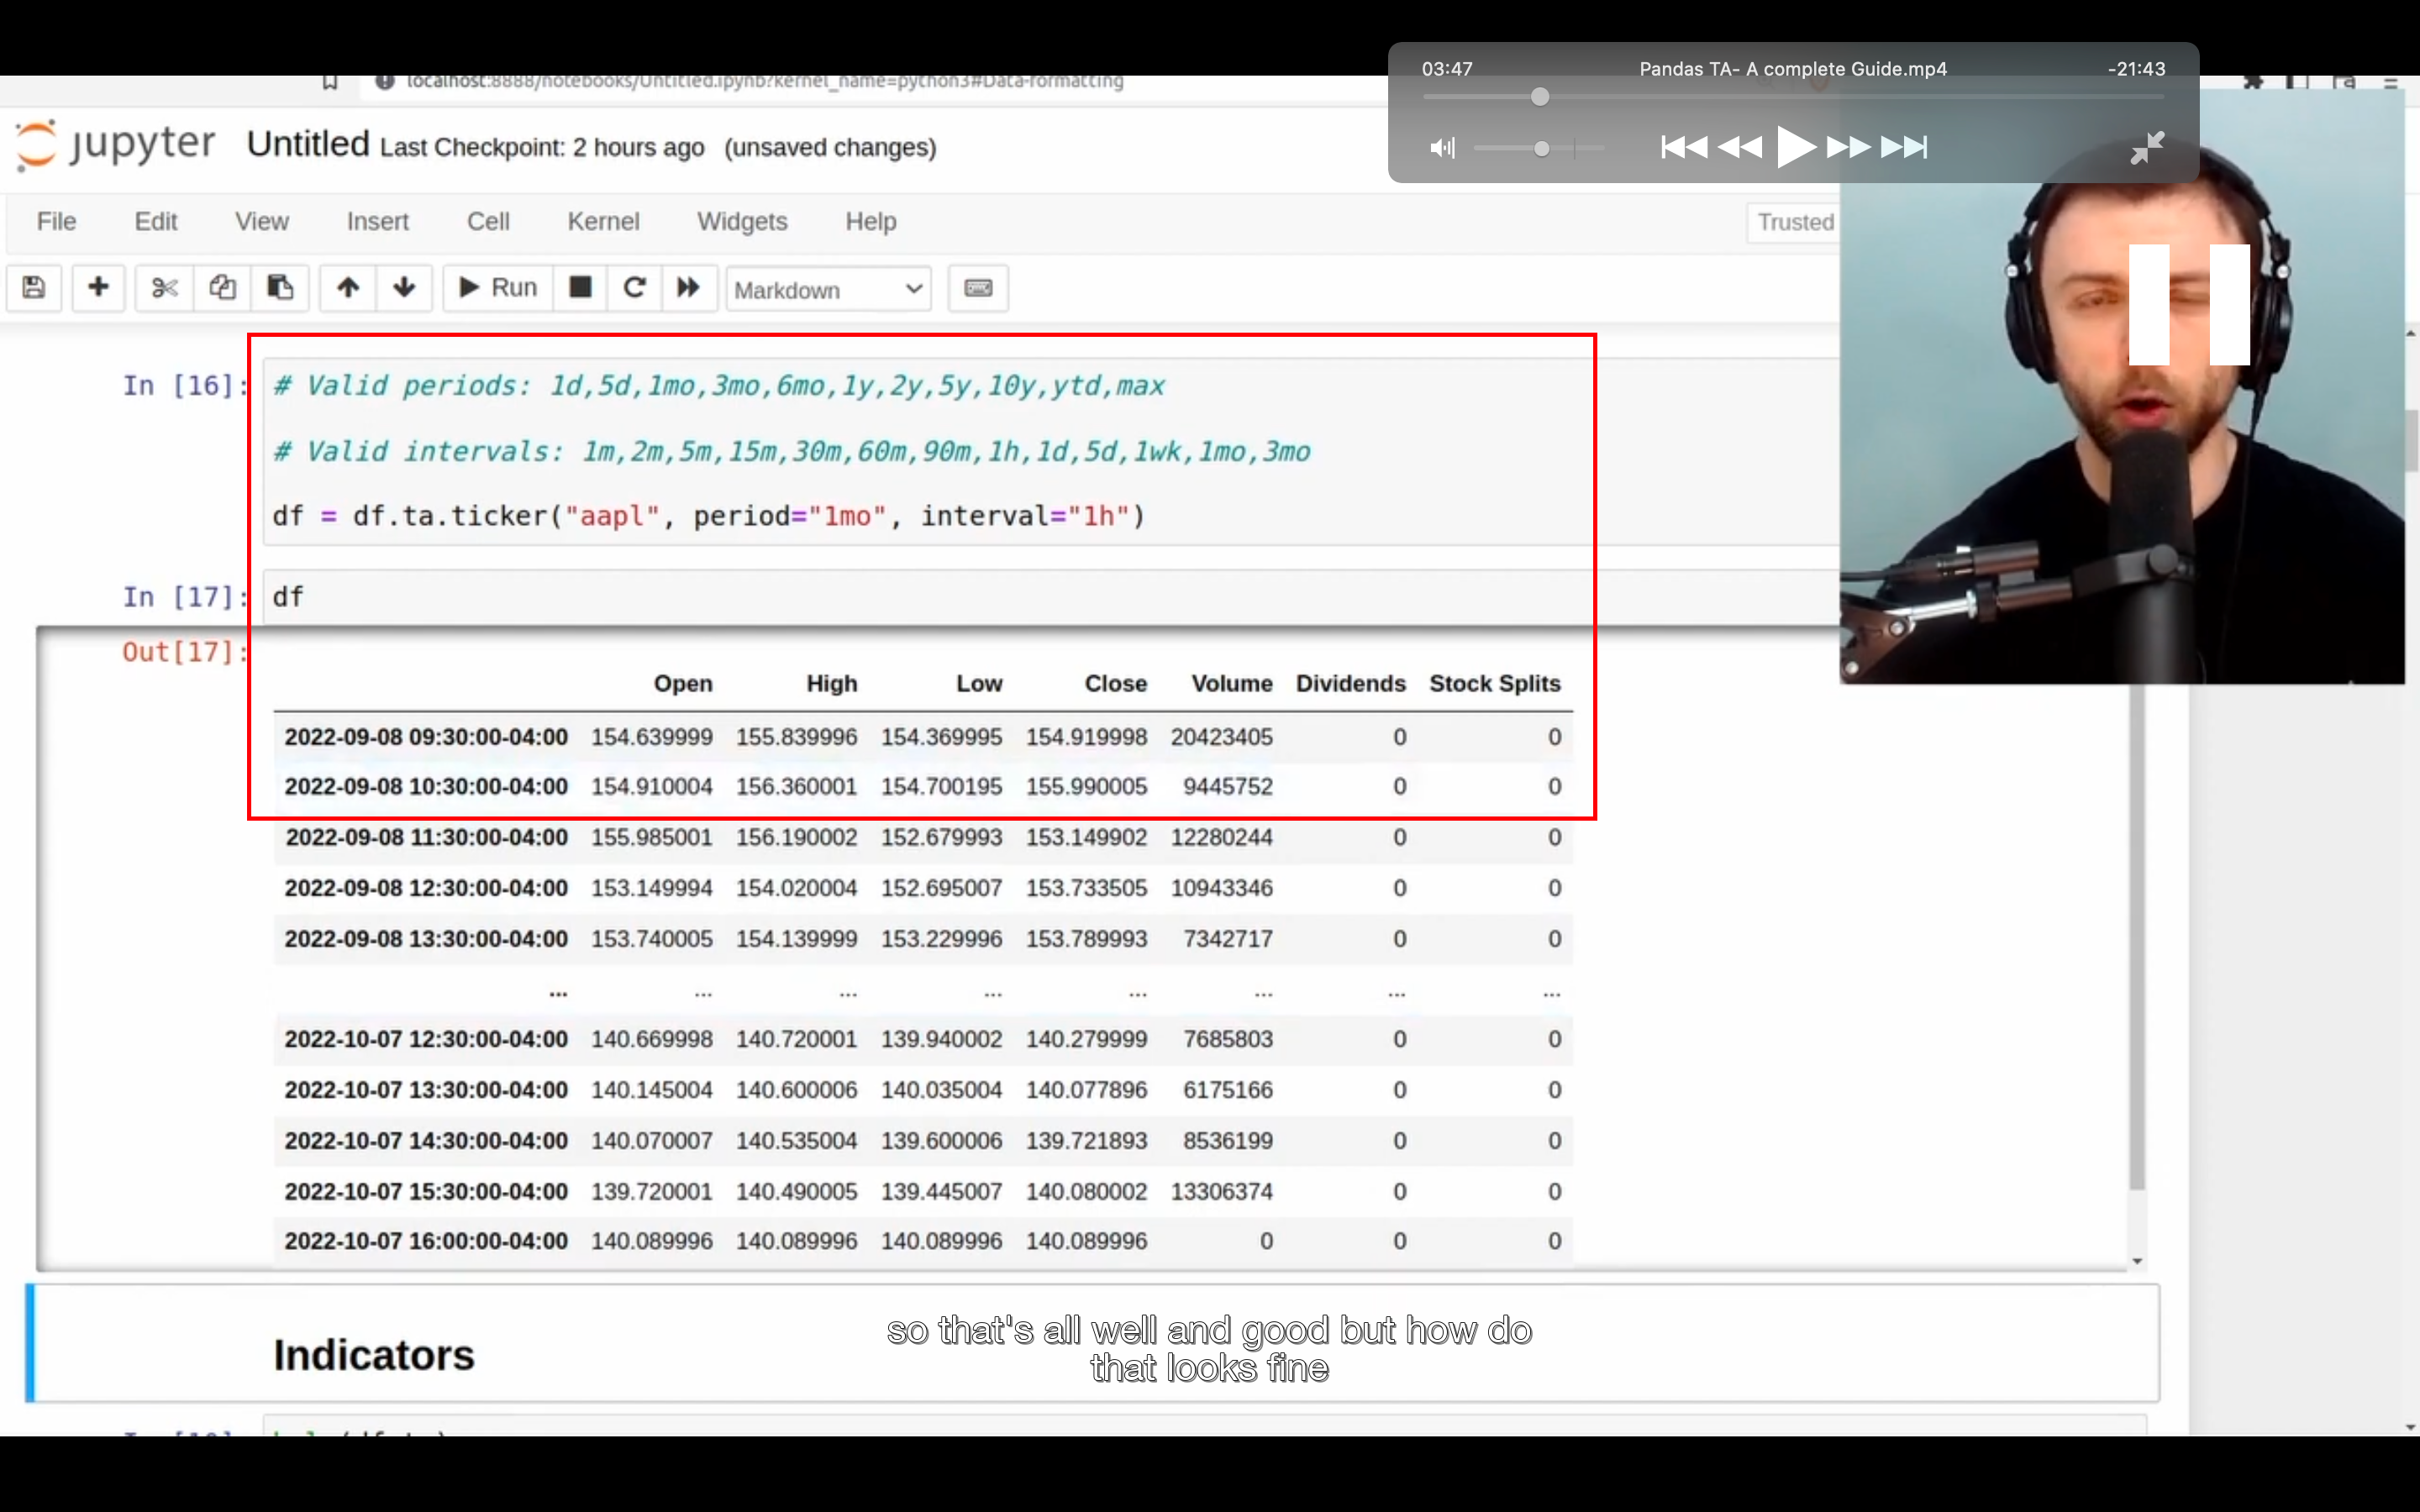 03:47 Pandas TA- A complete Guide.mp4 -21:43
localhost:8888/notebooks/Untitled.ipynb?kernel_name=python3#Data-formatting
jupyter Untitled Last Checkpoint: 2 hours ago (unsaved changes)
File Edit View Insert Cell Kernel Widgets Help Trusted
Run Markdown
In [16]: # Valid periods: 1d,5d,1mo,3mo,6mo,1y,2y,5y,10y,ytd,max
# Valid intervals: 1m,2m,5m,15m,30m,60m,90m,1h,1d,5d,1wk,1mo,3mo
df = df.ta.ticker("aapl", period="1mo", interval="1h")
In [17]: df
Out[17]:
Open High Low Close Volume Dividends Stock Splits
2022-09-08 09:30:00-04:00 154.639999 155.839996 154.369995 154.919998 20423405 0 0
2022-09-08 10:30:00-04:00 154.910004 156.360001 154.700195 155.990005 9445752 0 0
2022-09-08 11:30:00-04:00 155.985001 156.190002 152.679993 153.149902 12280244 0 0
2022-09-08 12:30:00-04:00 153.149994 154.020004 152.695007 153.733505 10943346 0 0
2022-09-08 13:30:00-04:00 153.740005 154.139999 153.229996 153.789993 7342717 0 0
... ... ... ... ... ... ... ...
2022-10-07 12:30:00-04:00 140.669998 140.720001 139.940002 140.279999 7685803 0 0
2022-10-07 13:30:00-04:00 140.145004 140.600006 140.035004 140.077896 6175166 0 0
2022-10-07 14:30:00-04:00 140.070007 140.535004 139.600006 139.721893 8536199 0 0
2022-10-07 15:30:00-04:00 139.720001 140.490005 139.445007 140.080002 13306374 0 0
2022-10-07 16:00:00-04:00 140.089996 140.089996 140.089996 140.089996 0 0 0
Indicators
so that's all well and good but how do
that looks fine